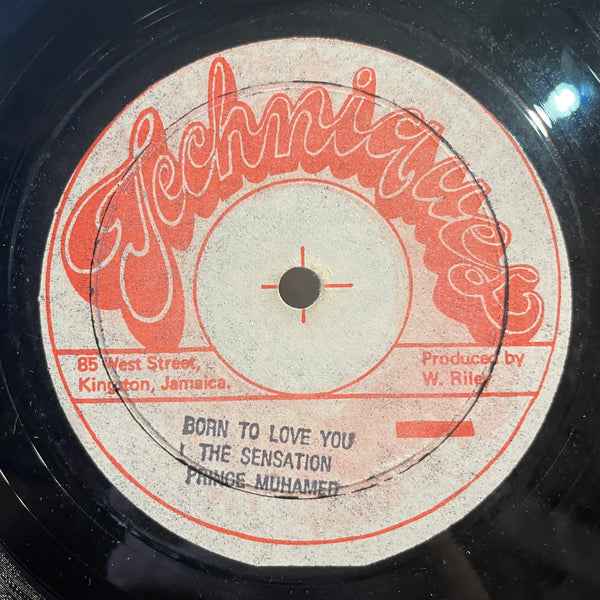 Techniques
85 West Street,
Kingston, Jamaica.
Produced by
W. Riley
BORN TO LOVE YOU
THE SENSATION
PRINCE MUHAMED